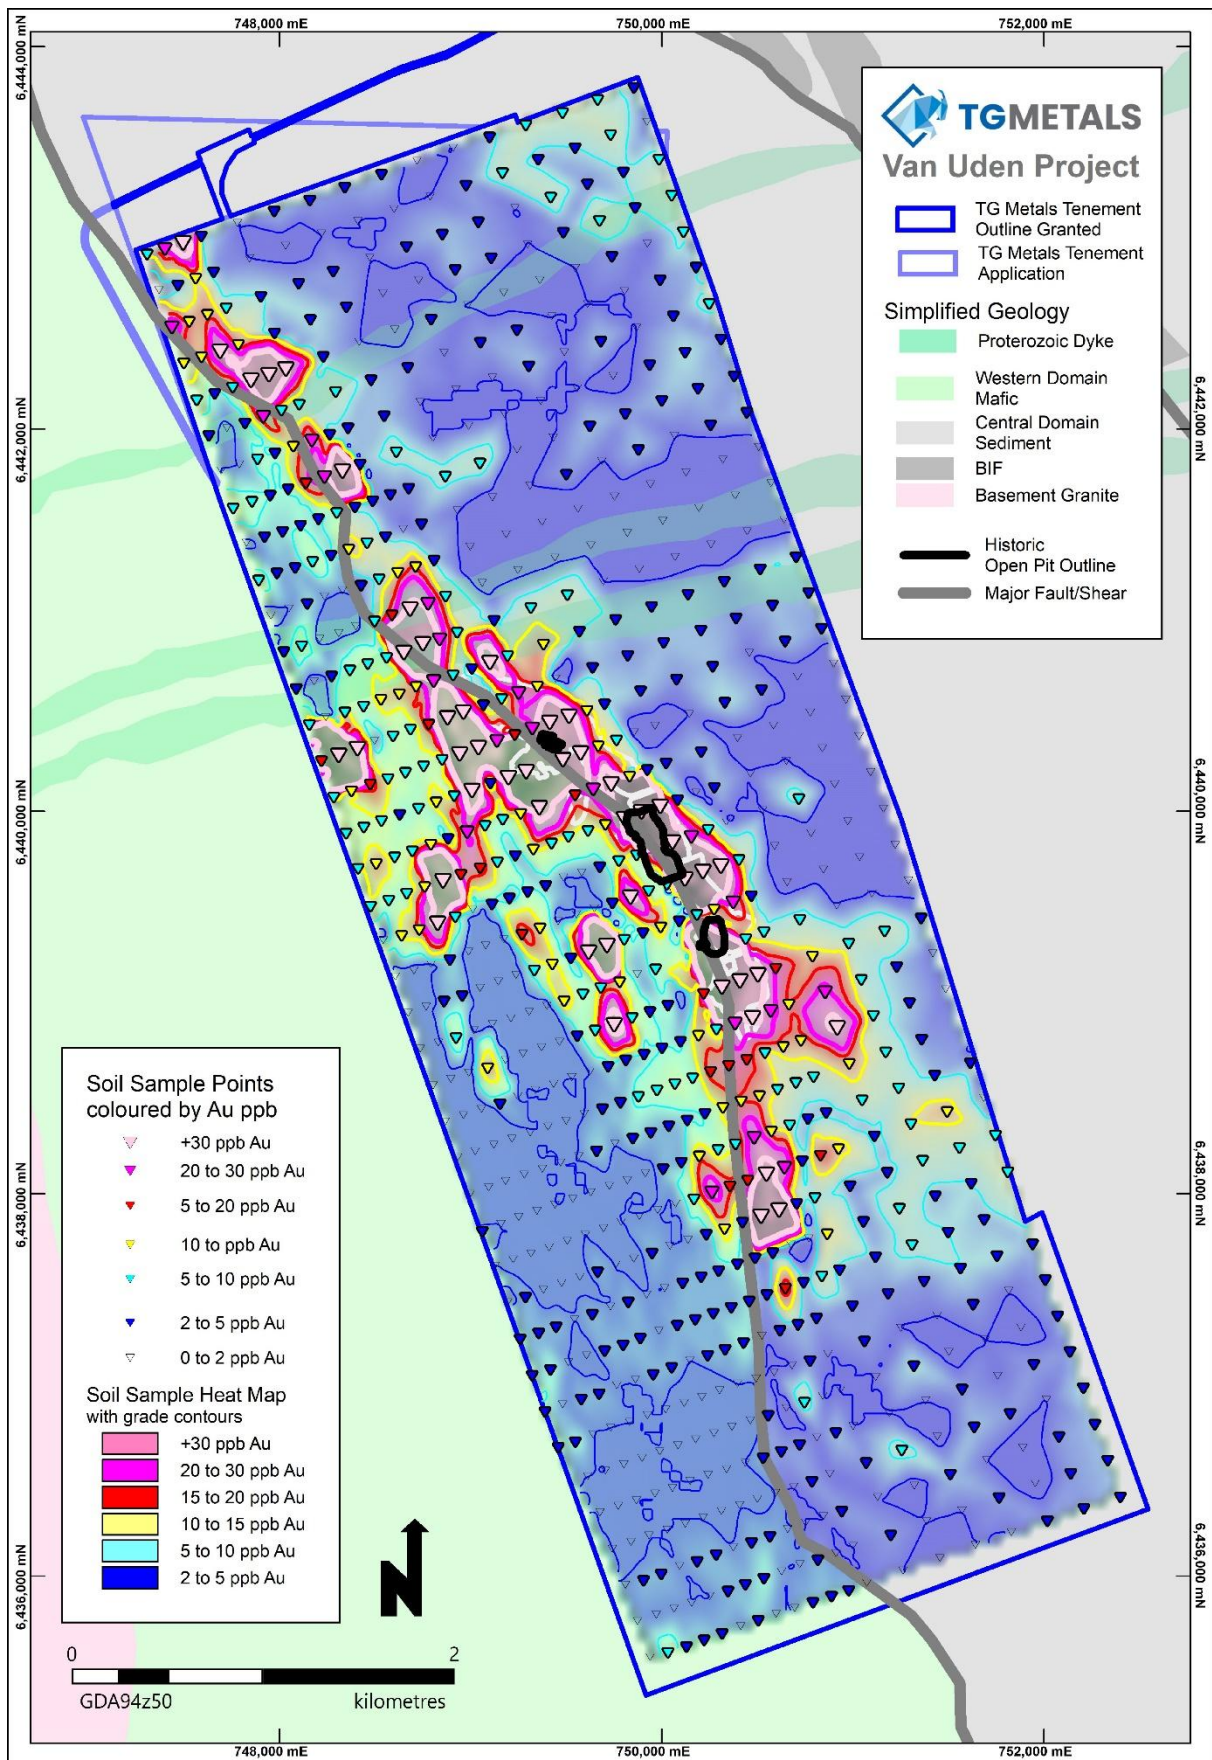 748,000 mE
750,000 mE
752,000 mE
6,444,000 mN
TGMETALS
Van Uden Project
TG Metals Tenement
Outline Granted
TG Metals Tenement
Application
Simplified Geology
Proterozoic Dyke
Western Domain
Mafic
Central Domain
Sediment
BIF
Basement Granite
Historic
Open Pit Outline
Major Fault/Shear
6,442,000 mN
6,442,000 mN
6,440,000 mN
6,440,000 mN
Soil Sample Points
coloured by Au ppb
+30 ppb Au
20 to 30 ppb Au
5 to 20 ppb Au
10 to ppb Au
5 to 10 ppb Au
2 to 5 ppb Au
0 to 2 ppb Au
Soil Sample Heat Map
with grade contours
+30 ppb Au
20 to 30 ppb Au
15 to 20 ppb Au
10 to 15 ppb Au
5 to 10 ppb Au
2 to 5 ppb Au
6,438,000 mN
6,438,000 mN
6,436,000 mN
6,436,000 mN
N
0
2
GDA94z50
kilometres
748,000 mE
750,000 mE
752,000 mE